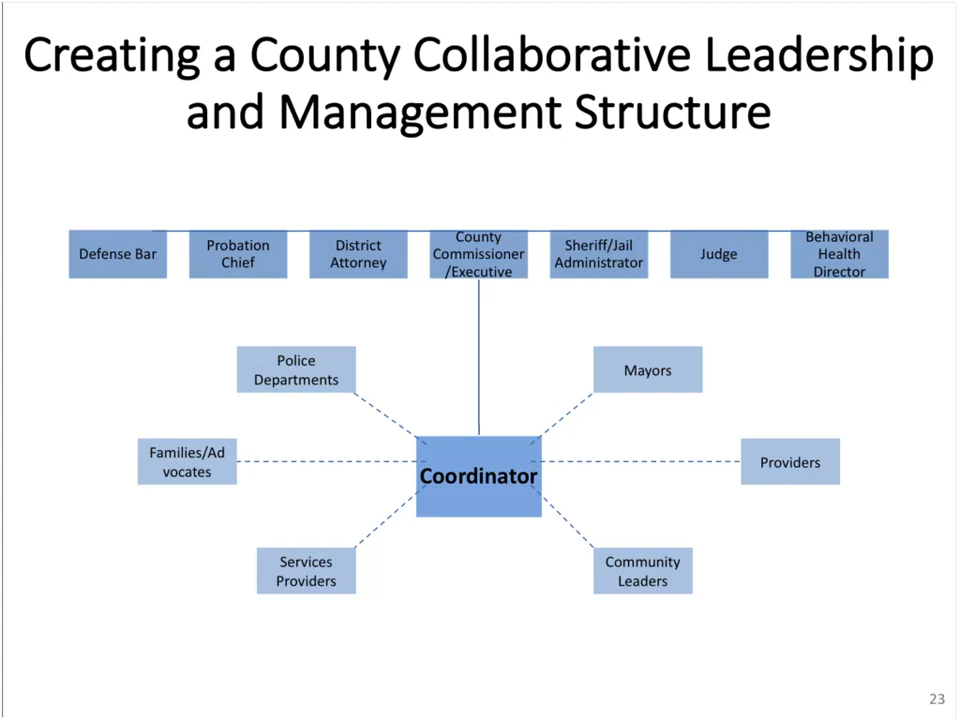 Creating a County Collaborative Leadership
and Management Structure
Defense Bar
Probation
Chief
District
Attorney
County
Commissioner
/Executive
Sheriff/Jail
Administrator
Judge
Behavioral
Health
Director
Police
Departments
Mayors
Families/Ad
vocates
Coordinator
Providers
Services
Providers
Community
Leaders
23